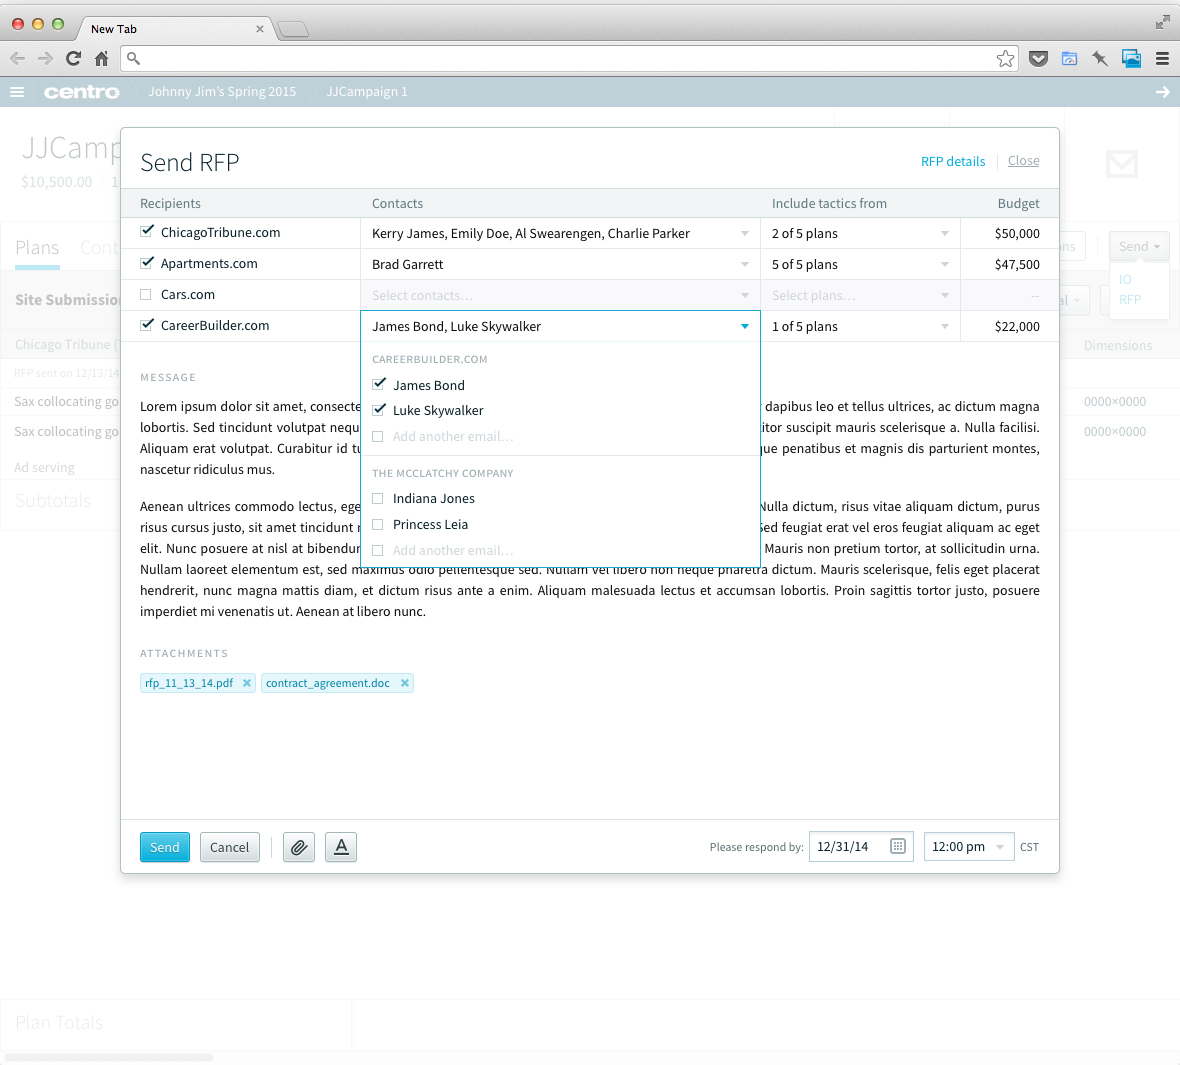 New Tab
centro
Johnny Jim's Spring 2015
JJCampaign 1
JJCamp
$10,500.00
Send RFP
RFP details
Close
Recipients
Contacts
Include tactics from
Budget
ChicagoTribune.com
Kerry James, Emily Doe, Al Swearengen, Charlie Parker
2 of 5 plans
$50,000
Apartments.com
Brad Garrett
5 of 5 plans
$47,500
Cars.com
Select contacts...
Select plans...
--
CareerBuilder.com
James Bond, Luke Skywalker
1 of 5 plans
$22,000
CAREERBUILDER.COM
James Bond
Luke Skywalker
Add another email...
THE MCCLATCHY COMPANY
Indiana Jones
Princess Leia
Add another email...
MESSAGE
Lorem ipsum dolor sit amet, consecte dapibus leo et tellus ultrices, ac dictum magna
lobortis. Sed tincidunt volutpat nequ itor suscipit mauris scelerisque a. Nulla facilisi.
Aliquam erat volutpat. Curabitur id tu que penatibus et magnis dis parturient montes,
nascetur ridiculus mus.
Aenean ultrices commodo lectus, ege Nulla dictum, risus vitae aliquam dictum, purus
risus cursus justo, sit amet tincidunt Sed feugiat erat vel eros feugiat aliquam ac eget
elit. Nunc posuere at nisl at bibendu Mauris non pretium tortor, at sollicitudin urna.
Nullam laoreet elementum est, sed maximus odio pellentesque sed. Nullam vel libero non neque pharetra dictum. Mauris scelerisque, felis eget placerat
hendrerit, nunc magna mattis diam, et dictum risus ante a enim. Aliquam malesuada lectus et accumsan lobortis. Proin sagittis tortor justo, posuere
imperdiet mi venenatis ut. Aenean at libero nunc.
ATTACHMENTS
rfp_11_13_14.pdf
contract_agreement.doc
Send
Cancel
A
Please respond by:
12/31/14
12:00 pm
CST
Plans
Cont
ons
Send
IO
RFP
Site Submissio
al
Chicago Tribune (
Dimensions
RFP sent on 12/13/14
Sax collocating go
0000×0000
Sax collocating go
0000×0000
Ad serving
Subtotals
Plan Totals